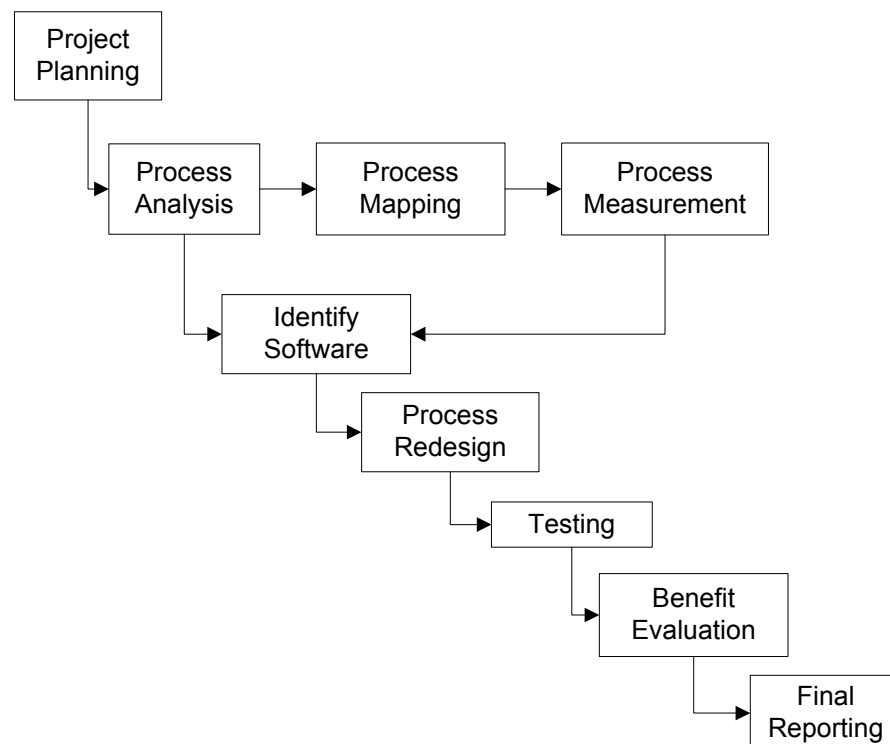 Project
Planning
Process
Analysis
Process
Mapping
Process
Measurement
Identify
Software
Process
Redesign
Testing
Benefit
Evaluation
Final
Reporting